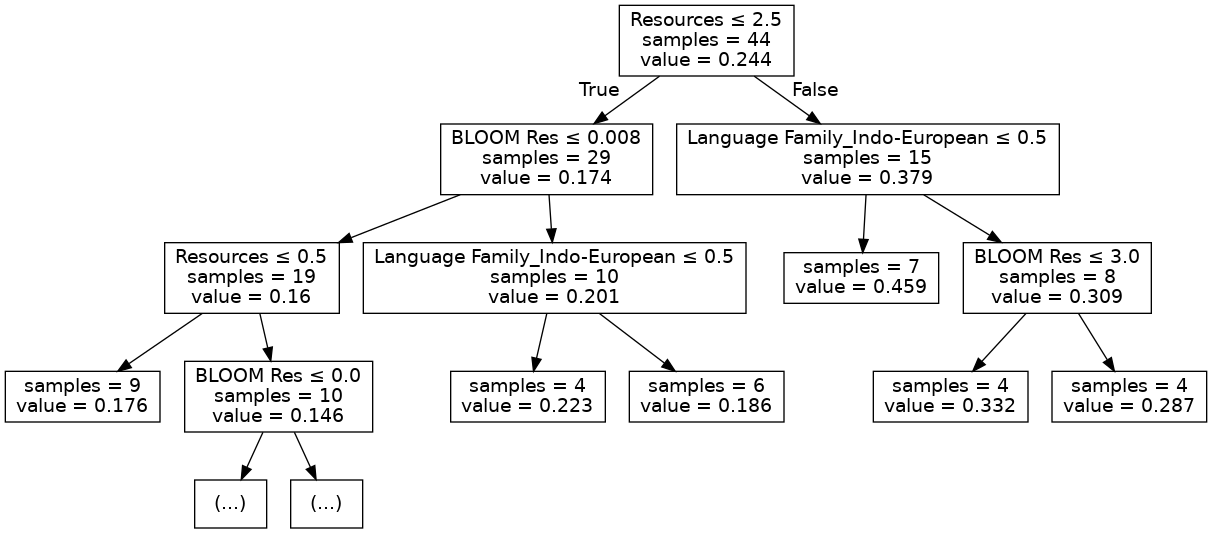 Resources ≤ 2.5
samples = 44
value = 0.244
True
False
BLOOM Res ≤ 0.008
samples = 29
value = 0.174
Language Family_Indo-European ≤ 0.5
samples = 15
value = 0.379
Resources ≤ 0.5
samples = 19
value = 0.16
Language Family_Indo-European ≤ 0.5
samples = 10
value = 0.201
samples = 7
value = 0.459
BLOOM Res ≤ 3.0
samples = 8
value = 0.309
samples = 9
value = 0.176
BLOOM Res ≤ 0.0
samples = 10
value = 0.146
samples = 4
value = 0.223
samples = 6
value = 0.186
samples = 4
value = 0.332
samples = 4
value = 0.287
(...)
(...)